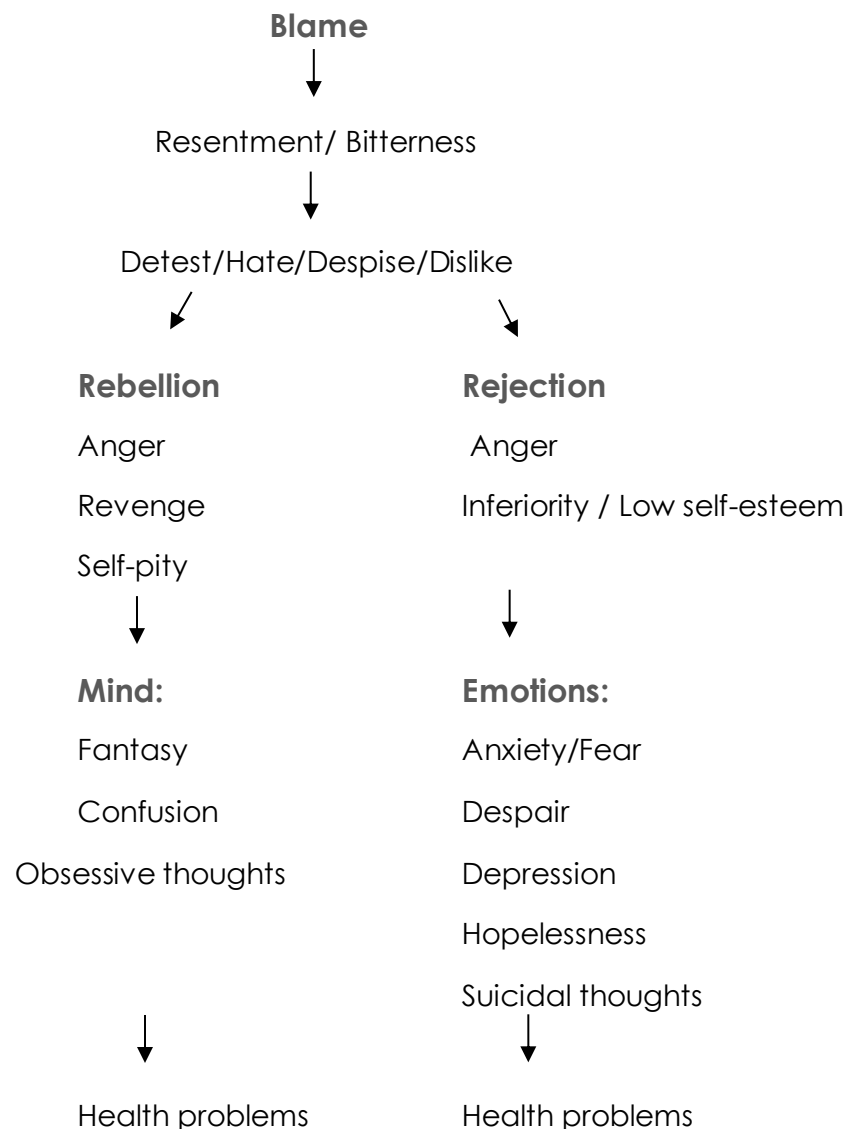 Blame
Resentment/ Bitterness
Detest/Hate/Despise/Dislike
Rebellion Rejection
Anger Anger
Revenge Inferiority / Low self-esteem
Self-pity
Mind: Emotions:
Fantasy Anxiety/Fear
Confusion Despair
Obsessive thoughts Depression
Hopelessness
Suicidal thoughts
Health problems Health problems